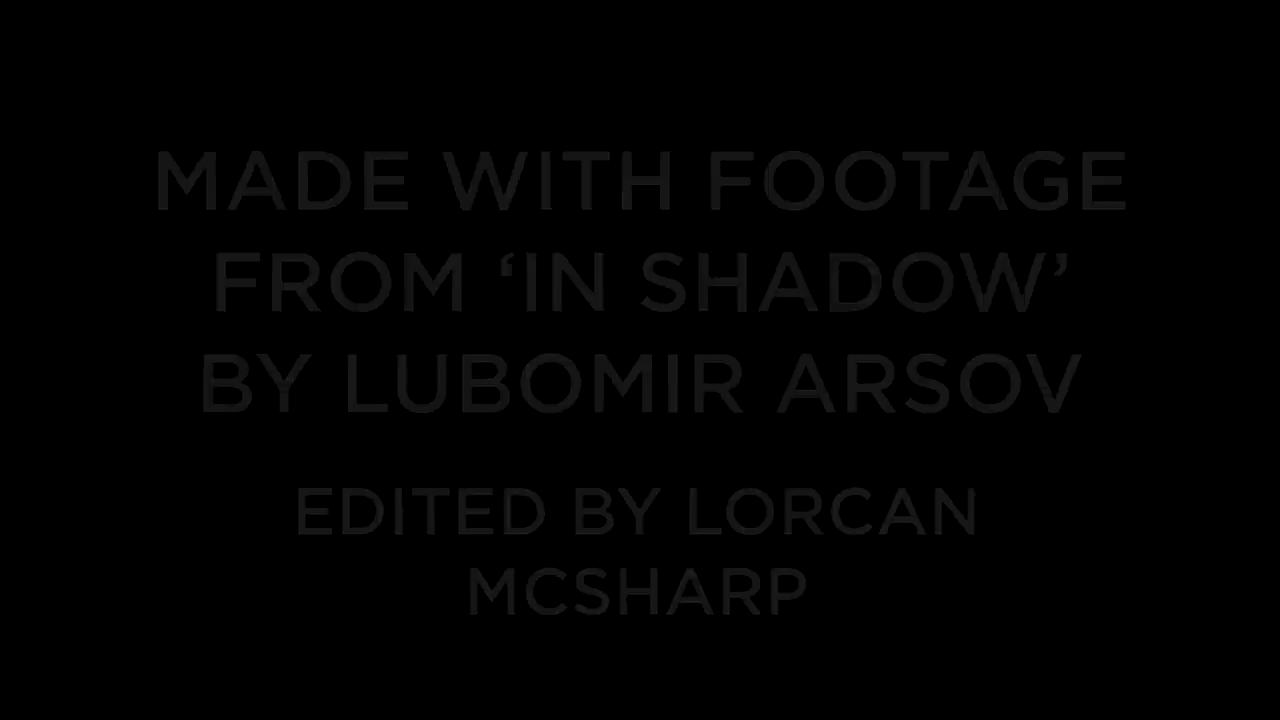 MADE WITH FOOTAGE
FROM ‘IN SHADOW’
BY LUBOMIR ARSOV
EDITED BY LORCAN
MCSHARP